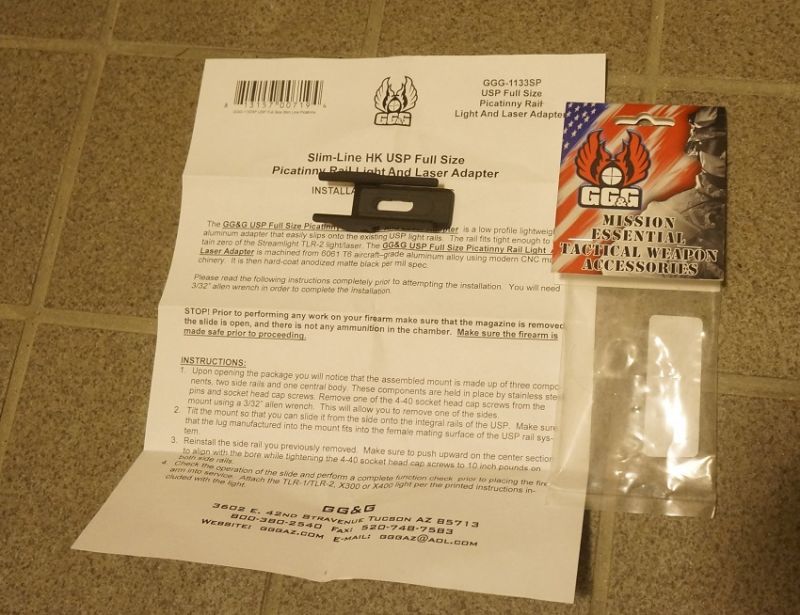 8 13157 00719 4
GGG-1133SP
USP Full Size
Picatinny Rail
Light And Laser Adapter
GG&G
Slim-Line HK USP Full Size
Picatinny Rail Light And Laser Adapter
INSTALLA
The GG&G USP Full Size Picatinny adapter is a low profile lightweight
aluminum adapter that easily slips onto the existing USP light rails. The rail fits tight enough to
tain zero of the Streamlight TLR-2 light/laser. The GG&G USP Full Size Picatinny Rail Light
Laser Adapter is machined from 6061 T6 aircraft-grade aluminum alloy using modern CNC ma
chinery. It is then hard-coat anodized matte black per mil spec.
Please read the following instructions completely prior to attempting the installation. You will need
3/32" allen wrench in order to complete the installation.
STOP! Prior to performing any work on your firearm make sure that the magazine is removed
the slide is open, and there is not any ammunition in the chamber. Make sure the firearm is
made safe prior to proceeding.
INSTRUCTIONS:
1. Upon opening the package you will notice that the assembled mount is made up of three compo-
nents, two side rails and one central body. These components are held in place by stainless steel
pins and socket head cap screws. Remove one of the 4-40 socket head cap screws from the
mount using a 3/32" allen wrench. This will allow you to remove one of the sides.
2. Tilt the mount so that you can slide it from the side onto the integral rails of the USP. Make sure
that the lug manufactured into the mount fits into the female mating surface of the USP rail sys-
tem.
3. Reinstall the side rail you previously removed. Make sure to push upward on the center section
to align with the bore while tightening the 4-40 socket head cap screws to 10 inch pounds on
both side rails.
4. Check the operation of the slide and perform a complete function check prior to placing the fire-
arm into service. Attach the TLR-1/TLR-2, X300 or X400 light per the printed instructions in-
cluded with the light.
GG&G
3602 E. 42nd Stravenue Tucson AZ 85713
800-380-2540 Fax: 520-748-7583
Website: gggaz.com E-mail: gggaz@aol.com
GG&G
MISSION
ESSENTIAL
TACTICAL WEAPON
ACCESSORIES